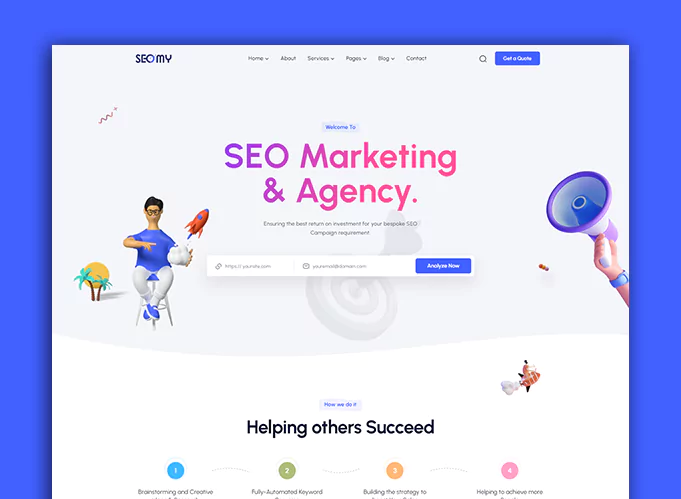 SEOMY
Home
About
Services
Pages
Blog
Contact
Get a Quote
Welcome To
SEO Marketing
& Agency.
Ensuring the best return on investment for your bespoke SEO
Campaign requirement.
https:// yoursite.com
youremail@domain.com
Analyze Now
How we do it
Helping others Succeed
1
2
3
4
Brainstorming and Creative
Fully-Automated Keyword
Building the strategy to
Helping to achieve more